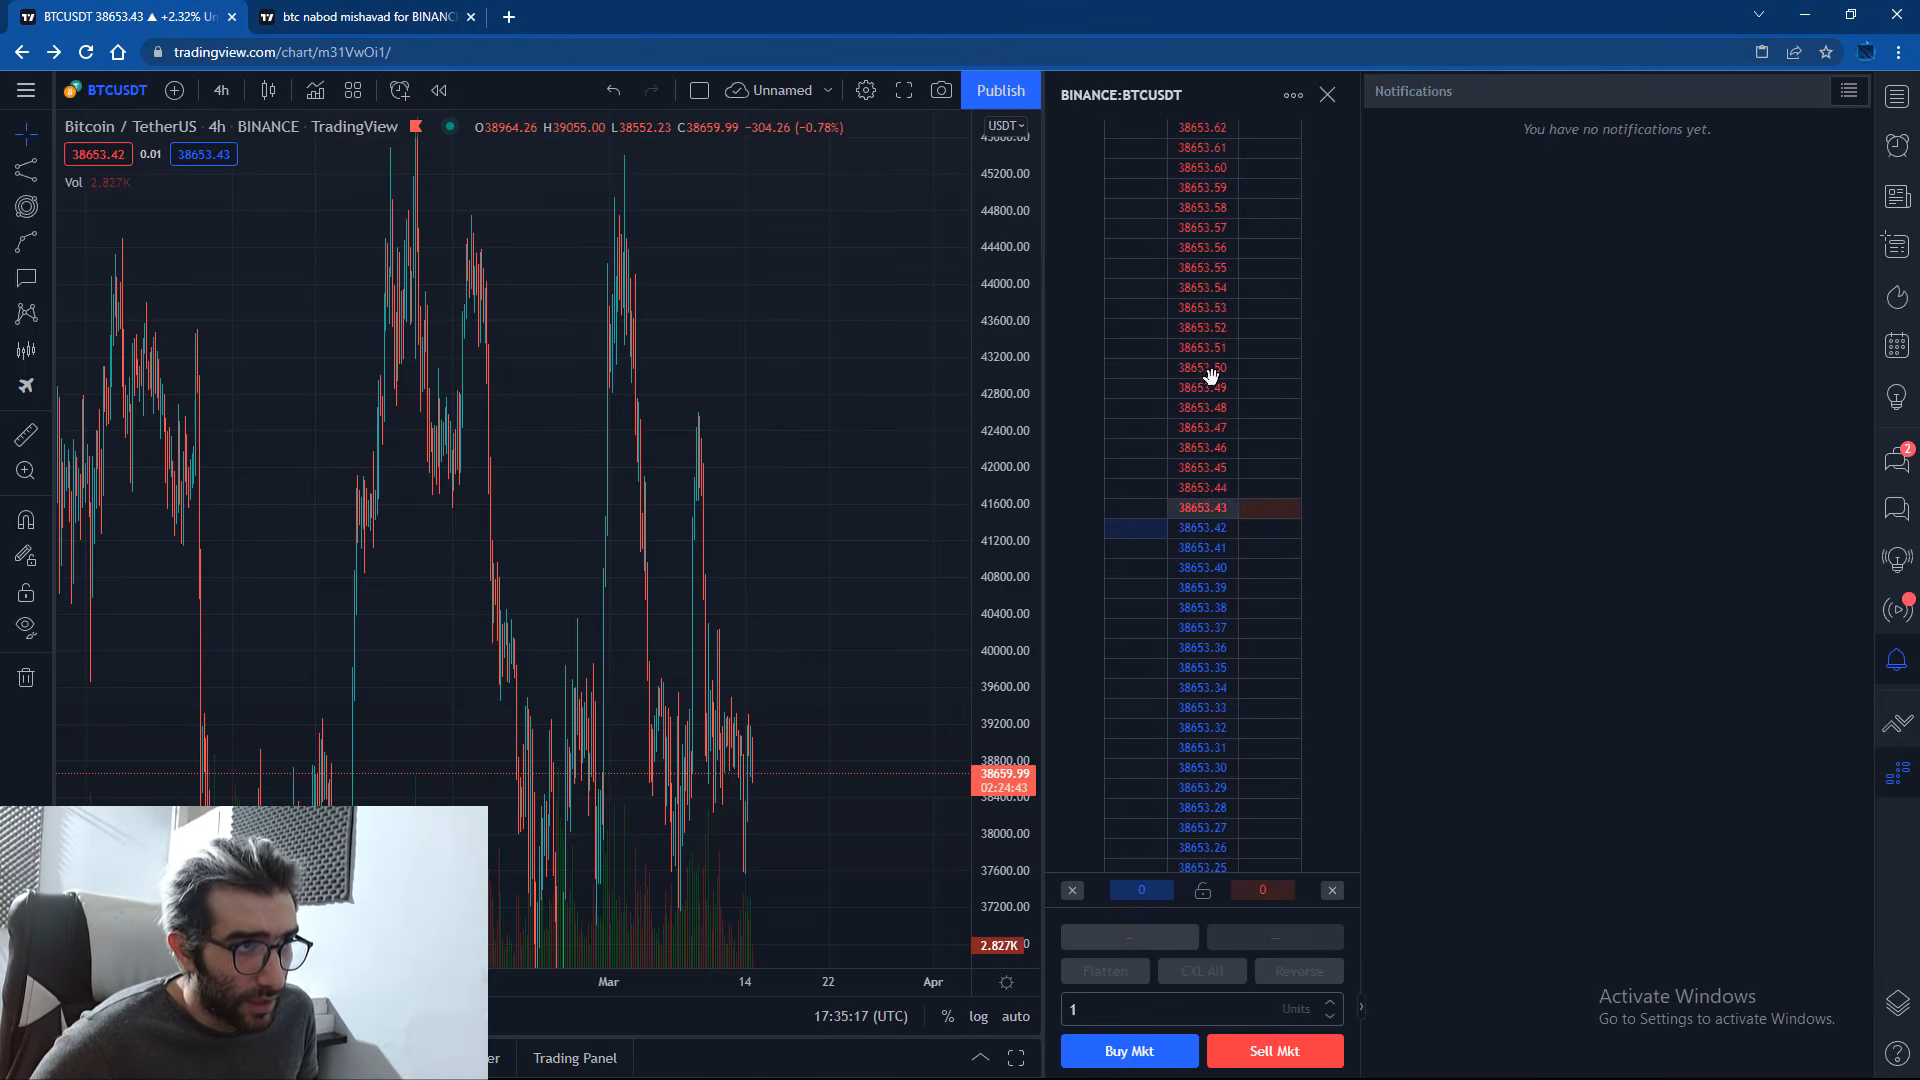 BTCUSDT 38653.43 ▲ +2.32% Un
btc nabod mishavad for BINANC
tradingview.com/chart/m31VwOi1/
BTCUSDT
4h
Unnamed
Publish
Bitcoin / TetherUS · 4h · BINANCE · TradingView
O38964.26 H39055.00 L38552.23 C38659.99 −304.26 (−0.78%)
38653.42 0.01 38653.43
Vol 2.827K
USDT
45200.00
44800.00
44400.00
44000.00
43600.00
43200.00
42800.00
42400.00
42000.00
41600.00
41200.00
40800.00
40400.00
40000.00
39600.00
39200.00
38800.00
38659.99
02:24:43
38000.00
37600.00
37200.00
2.827K
Mar
14
22
Apr
17:35:17 (UTC)
%
log
auto
er
Trading Panel
BINANCE:BTCUSDT
38653.62
38653.61
38653.60
38653.59
38653.58
38653.57
38653.56
38653.55
38653.54
38653.53
38653.52
38653.51
38653.50
38653.49
38653.48
38653.47
38653.46
38653.45
38653.44
38653.43
38653.42
38653.41
38653.40
38653.39
38653.38
38653.37
38653.36
38653.35
38653.34
38653.33
38653.32
38653.31
38653.30
38653.29
38653.28
38653.27
38653.26
38653.25
0
0
Flatten
CXL All
Reverse
1
Units
Buy Mkt
Sell Mkt
Notifications
You have no notifications yet.
2
Activate Windows
Go to Settings to activate Windows.